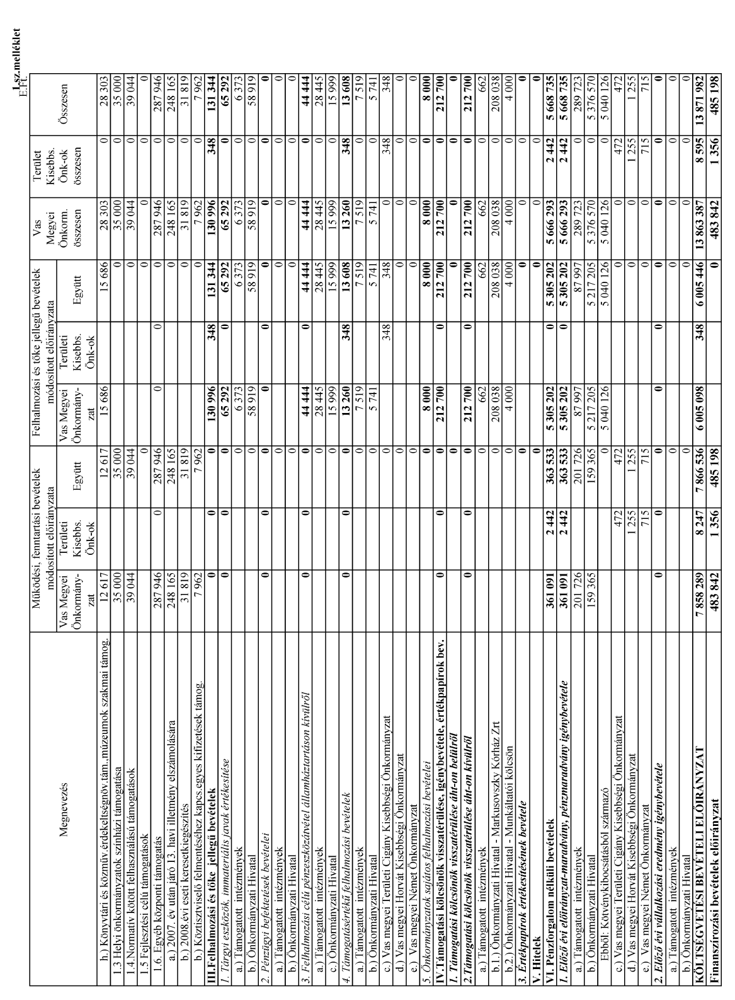 1.sz.melléklet
E.Ft.
Megnevezés Működési, fenntartási bevételek módosított előirányzata Felhalmozási és tőke jellegű bevételek módosított előirányzata Vas Megyei Önkorm. összesen Terület Kisebbs. Önk-ok összesen Összesen
Vas Megyei Önkormány-zat Területi Kisebbs. Önk-ok Együtt Vas Megyei Önkormány-zat Területi Kisebbs. Önk-ok Együtt
h.) Könyvtári és közműv.érdekeltségnöv.tám.,múzeumok szakmai támog. 12 617 12 617 15 686 15 686 28 303 0 28 303
1.3 Helyi önkormányzatok színházi támogatása 35 000 35 000 0 35 000 0 35 000
1.4.Normatív kötött felhasználású támogatások 39 044 39 044 0 39 044 0 39 044
1.5 Fejlesztési célú támogatások 0 0 0 0 0
1.6. Egyéb központi támogatás 287 946 0 287 946 0 0 0 287 946 0 287 946
a.) 2007. év után járó 13. havi illetmény elszámolására 248 165 248 165 0 248 165 0 248 165
b.) 2008.évi eseti keresetkiegészítés 31 819 31 819 0 31 819 0 31 819
b.) Köztisztviselő felmentéséhez kapcs.egyes kifizetések támog. 7 962 7 962 0 7 962 0 7 962
III.Felhalmozási és tőke jellegű bevételek 0 0 0 130 996 348 131 344 130 996 348 131 344
1. Tárgyi eszközök, immateriális javak értékesítése 0 0 65 292 0 65 292 65 292 0 65 292
a.) Támogatott intézmények 0 6 373 6 373 6 373 0 6 373
b.) Önkormányzati Hivatal 0 58 919 58 919 58 919 0 58 919
2. Pénzügyi befektetések bevételei 0 0 0 0 0 0 0 0 0
a.) Támogatott intézmények 0 0 0 0 0
b.) Önkormányzati Hivatal 0 0 0 0 0
3. Felhalmozási célú pénzeszközátvétel államháztartáson kívülről 0 0 0 44 444 0 44 444 44 444 0 44 444
a.) Támogatott intézmények 0 28 445 28 445 28 445 0 28 445
c.) Önkormányzati Hivatal 0 15 999 15 999 15 999 0 15 999
4. Támogatásértékű felhalmozási bevételek 0 0 0 13 260 348 13 608 13 260 348 13 608
a.) Támogatott intézmények 0 7 519 7 519 7 519 0 7 519
b.) Önkormányzati Hivatal 0 5 741 5 741 5 741 0 5 741
c.) Vas megyei Területi Cigány Kisebbségi Önkormányzat 0 348 348 0 348 348
d.) Vas megyei Horvát Kisebbségi Önkormányzat 0 0 0 0 0
e.) Vas megyei Német Önkormányzat 0 0 0 0 0
5. Önkormányzatok sajátos felhalmozási bevételei 0 8 000 8 000 8 000 0 8 000
IV.Támogatási kölcsönök visszatérülése, igénybevétele, értékpapírok bev. 0 0 0 212 700 0 212 700 212 700 0 212 700
1. Támogatási kölcsönök visszatérülése áht-on belülről 0 0 0 0 0
2.Támogatási kölcsönök visszatérülése áht-on kívülről 0 0 0 212 700 0 212 700 212 700 0 212 700
a.) Támogatott intézmények 0 662 662 662 0 662
b.1.) Önkormányzati Hivatal - Markusovszky Kórház Zrt 0 208 038 208 038 208 038 0 208 038
b.2.) Önkormányzati Hivatal - Munkáltatói kölcsön 0 4 000 4 000 4 000 0 4 000
3. Értékpapírok értékesítésének bevétele 0 0 0 0 0
V. Hitelek 0 0 0 0 0
VI. Pénzforgalom nélküli bevételek 361 091 2 442 363 533 5 305 202 0 5 305 202 5 666 293 2 442 5 668 735
1. Előző évi előirányzat-maradvány, pénzmaradvány igénybevétele 361 091 2 442 363 533 5 305 202 0 5 305 202 5 666 293 2 442 5 668 735
a.) Támogatott intézmények 201 726 201 726 87 997 87 997 289 723 0 289 723
b.) Önkormányzati Hivatal 159 365 159 365 5 217 205 5 217 205 5 376 570 0 5 376 570
Ebből: Kötvénykibocsátásból származó 0 5 040 126 5 040 126 5 040 126 0 5 040 126
c.) Vas megyei Területi Cigány Kisebbségi Önkormányzat 472 472 0 0 472 472
d.) Vas megyei Horvát Kisebbségi Önkormányzat 1 255 1 255 0 0 1 255 1 255
e.) Vas megyei Német Önkormányzat 715 715 0 0 715 715
2. Előző évi vállalkozási eredmény igénybevétele 0 0 0 0 0 0 0 0 0
a.) Támogatott intézmények 0 0 0 0 0
b.) Önkormányzati Hivatal 0 0 0 0 0
KÖLTSÉGVETÉSI BEVÉTELI ELŐIRÁNYZAT 7 858 289 8 247 7 866 536 6 005 098 348 6 005 446 13 863 387 8 595 13 871 982
Finanszírozási bevételek előirányzat 483 842 1 356 485 198 0 483 842 1 356 485 198